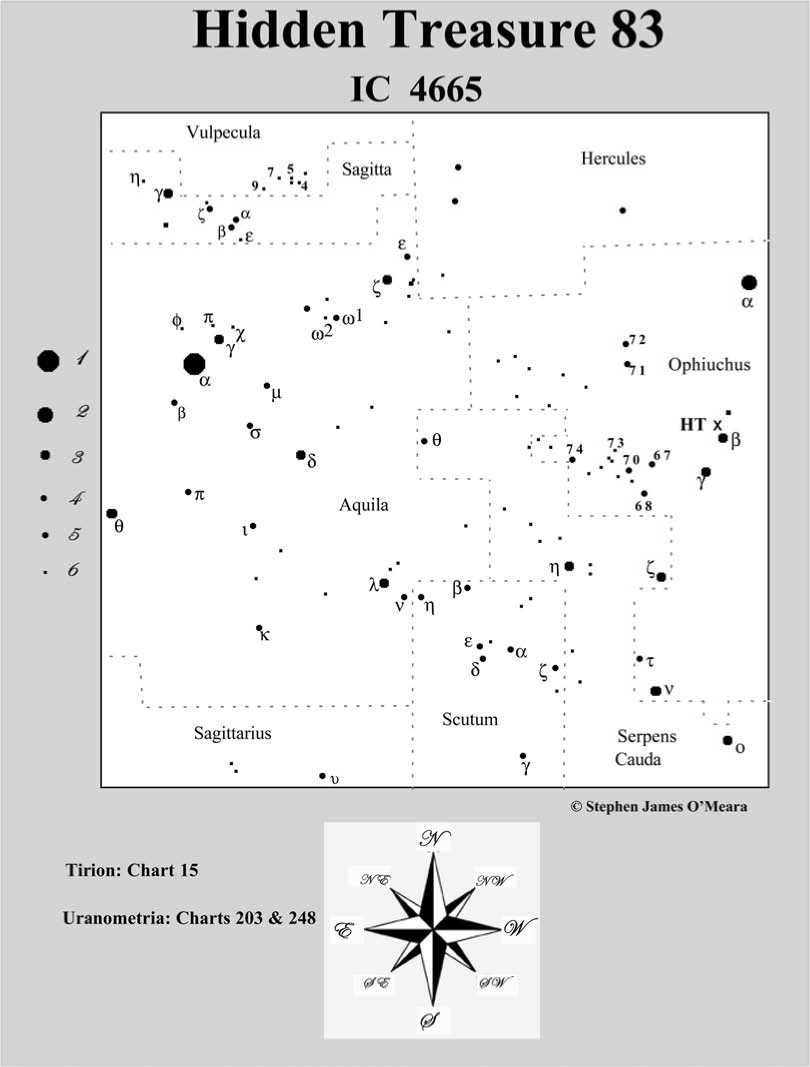 Hidden Treasure 83
IC 4665
Vulpecula
Hercules
Sagitta
η
γ
9
7
5
4
ζ
α
β
ε
ε
ζ
α
φ
π
χ
γ
ω2
ω1
α
72
71
Ophiuchus
1
2
3
4
5
6
μ
β
σ
δ
θ
HT x
β
γ
74
73
70
67
68
π
Aquila
θ
ι
η
ζ
λ
ν
η
β
κ
ε
δ
α
ζ
τ
ν
Sagittarius
Scutum
Serpens
Cauda
ο
γ
υ
© Stephen James O'Meara
Tirion: Chart 15
Uranometria: Charts 203 & 248
N
NE
NW
E
W
SE
SW
S